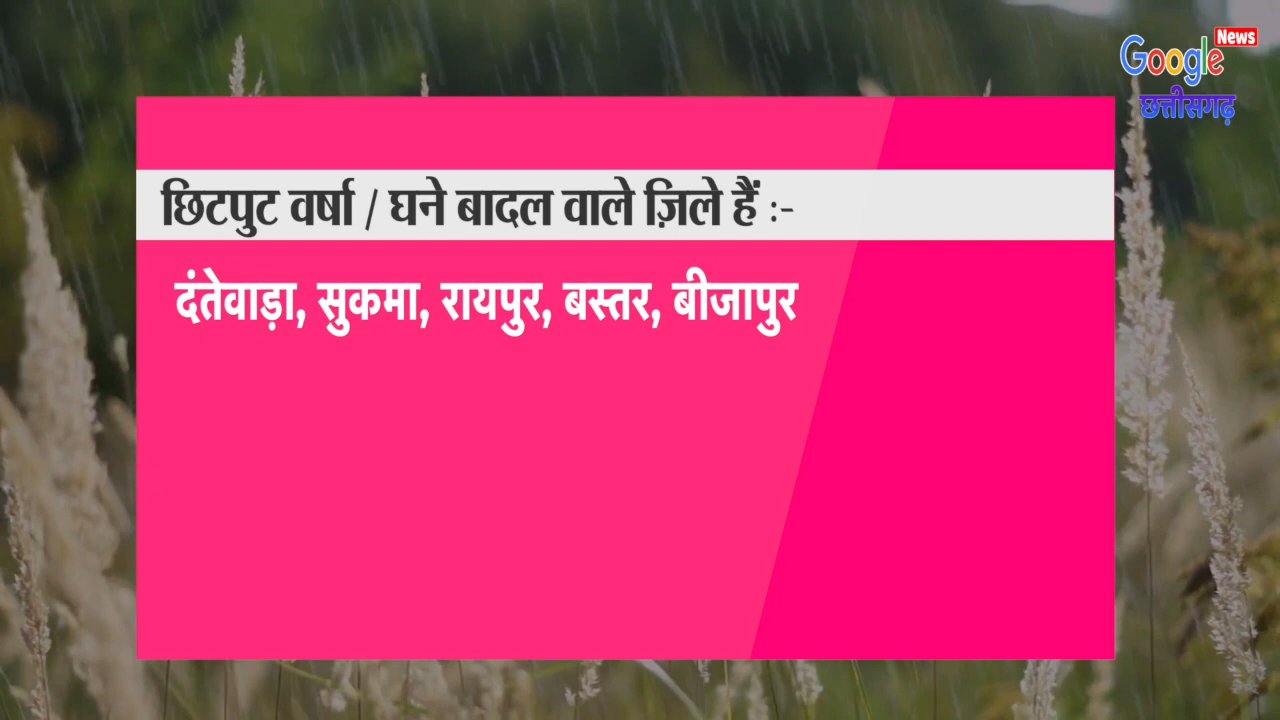 Google News
छत्तीसगढ़
छिटपुट वर्षा / घने बादल वाले ज़िले हैं :-
दंतेवाड़ा, सुकमा, रायपुर, बस्तर, बीजापुर